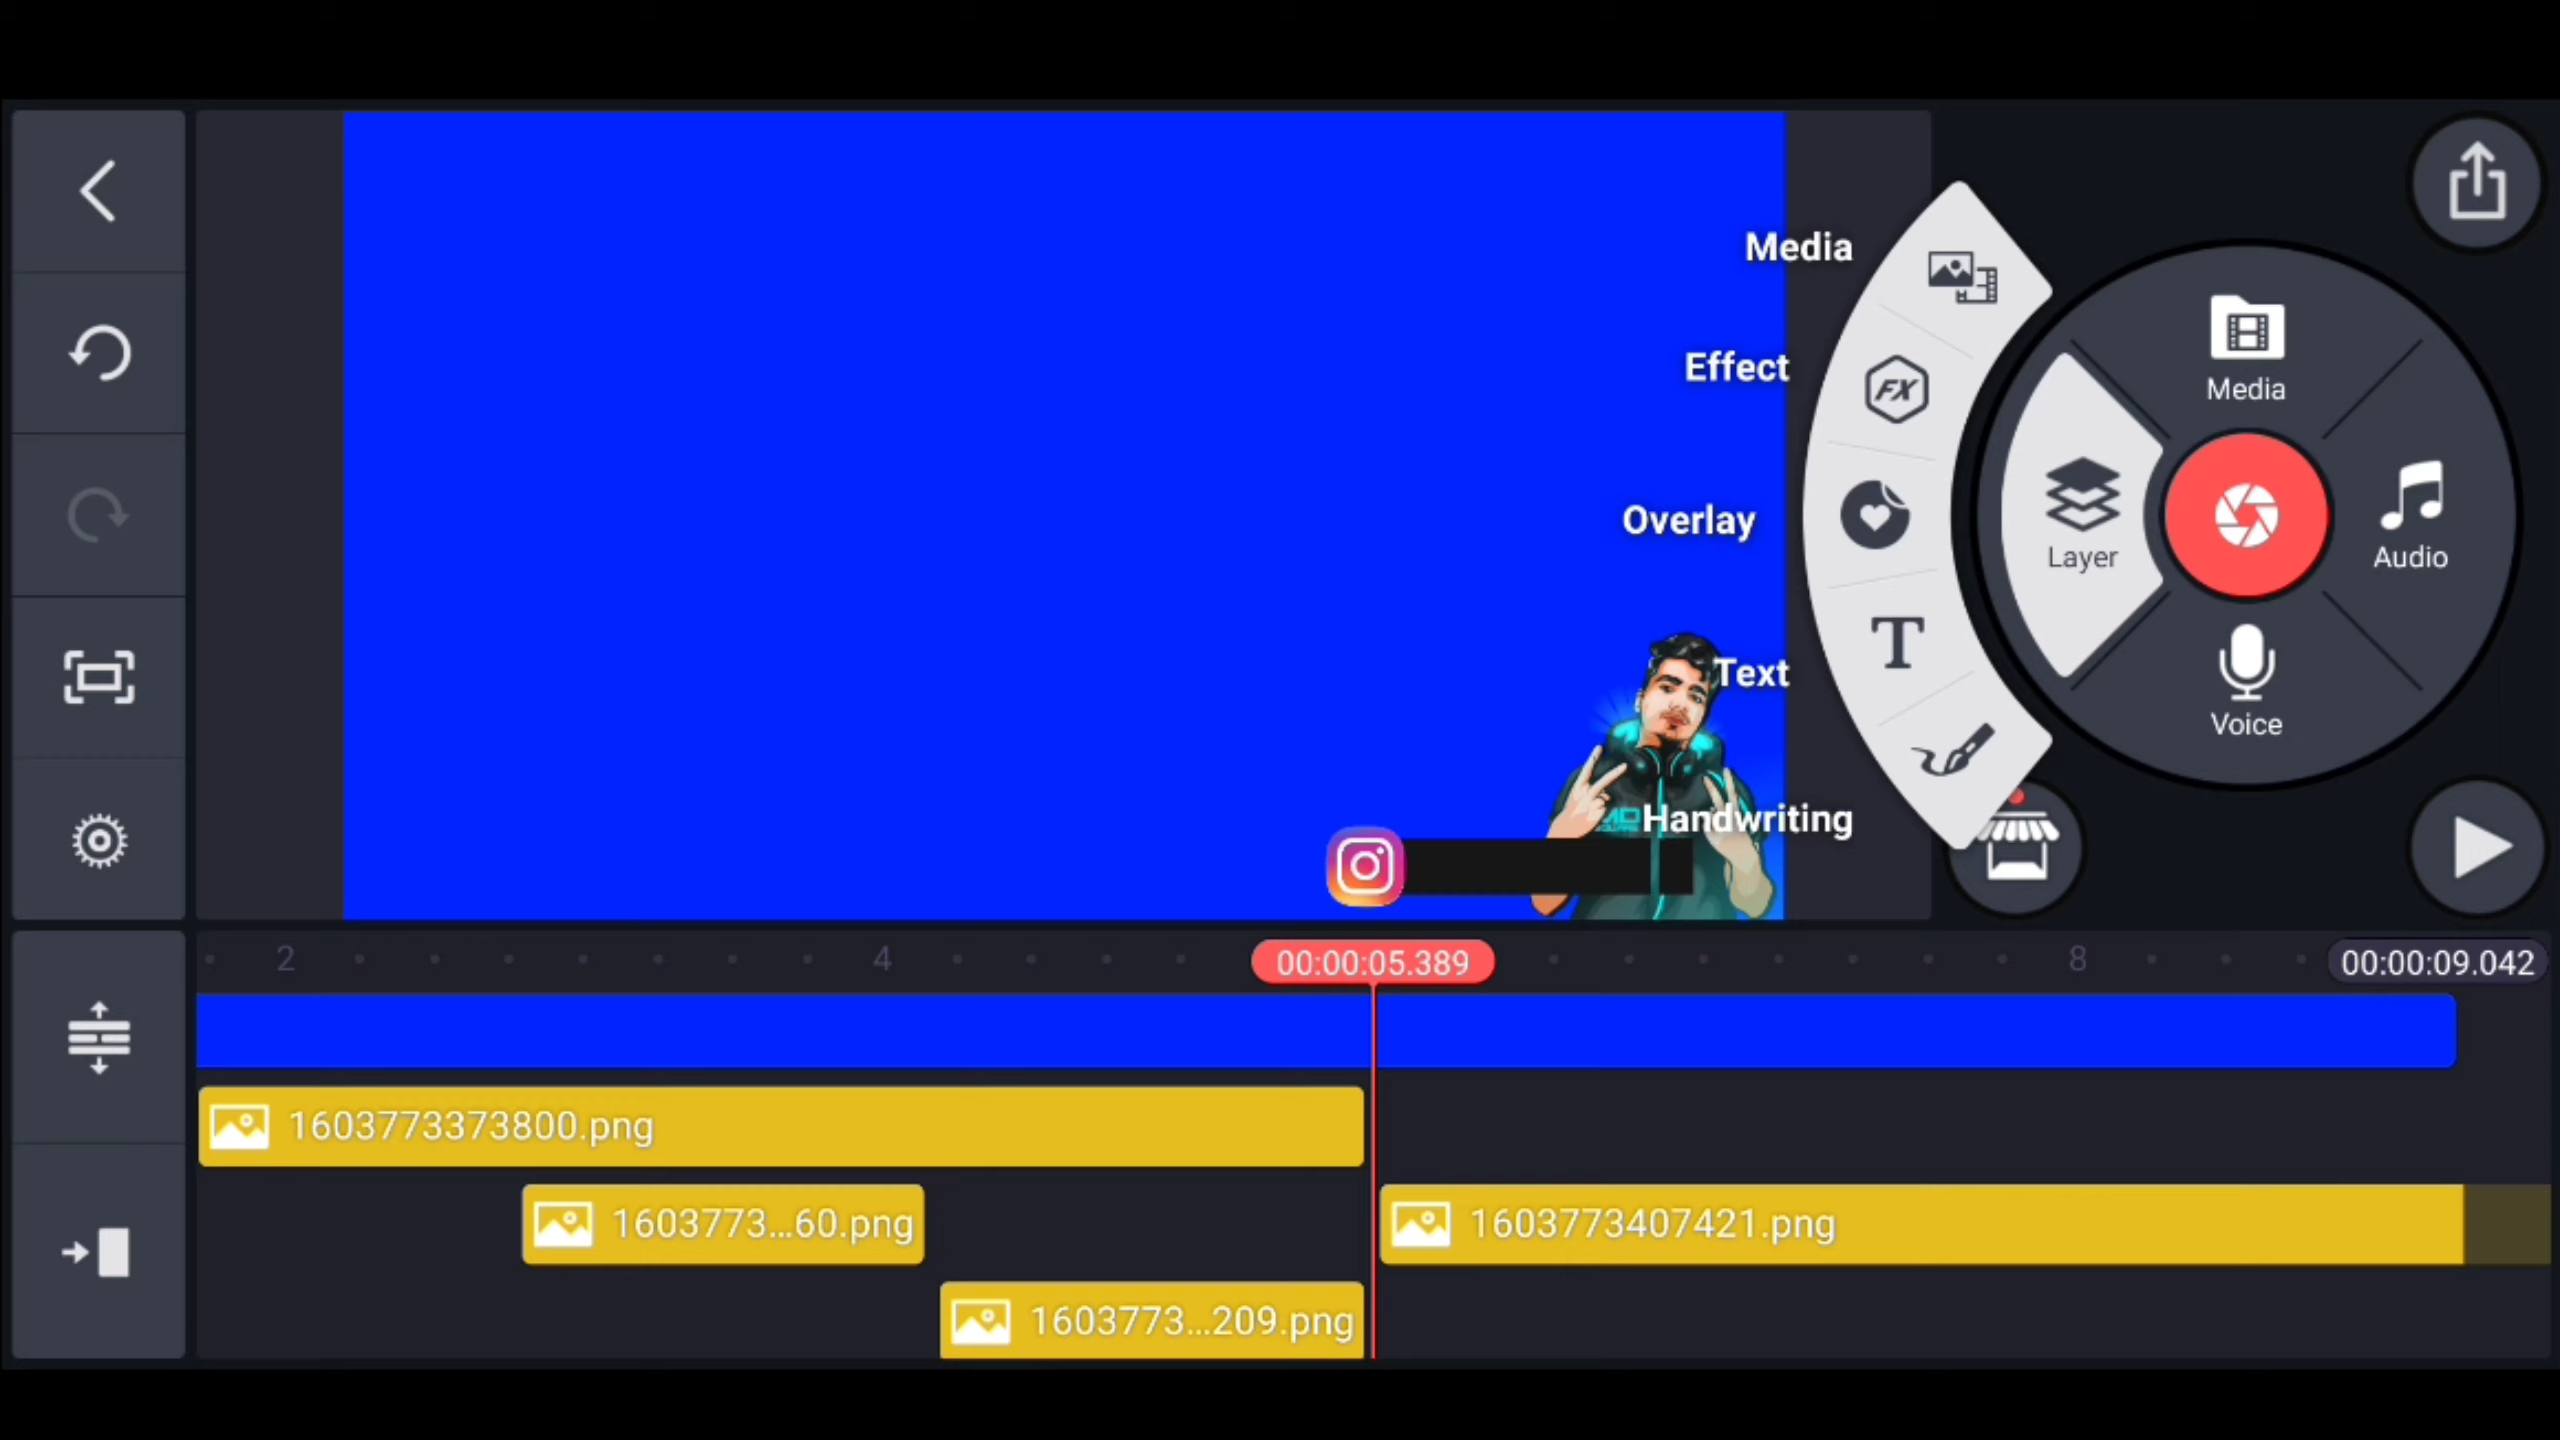 Media
Effect
Overlay
Text
Handwriting
Media
Layer
Audio
Voice
2
4
00:00:05.389
8
00:00:09.042
1603773373800.png
1603773...60.png
1603773407421.png
1603773...209.png